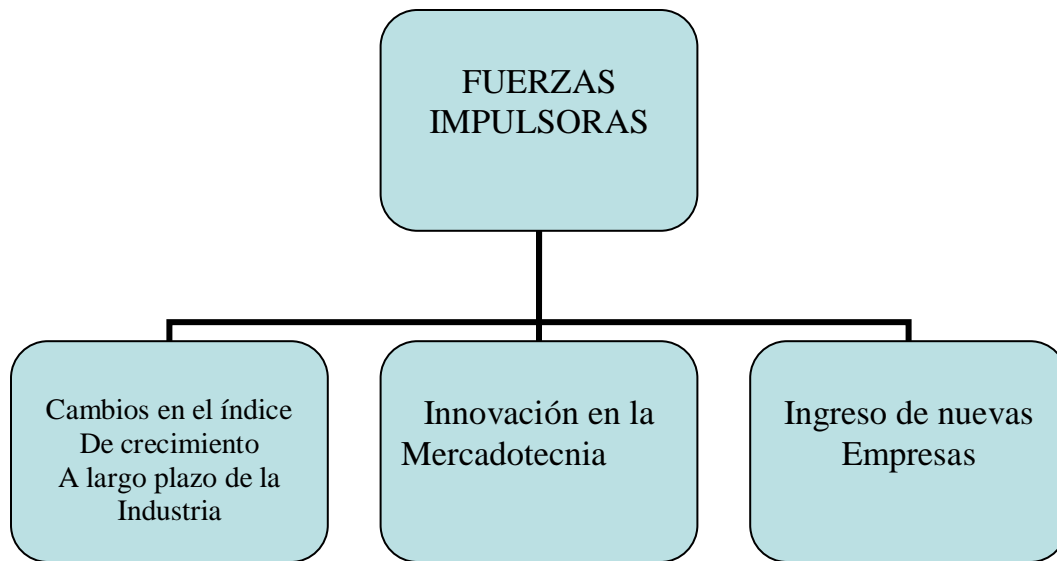 FUERZAS
IMPULSORAS
Cambios en el índice
De crecimiento
A largo plazo de la
Industria
Innovación en la
Mercadotecnia
Ingreso de nuevas
Empresas